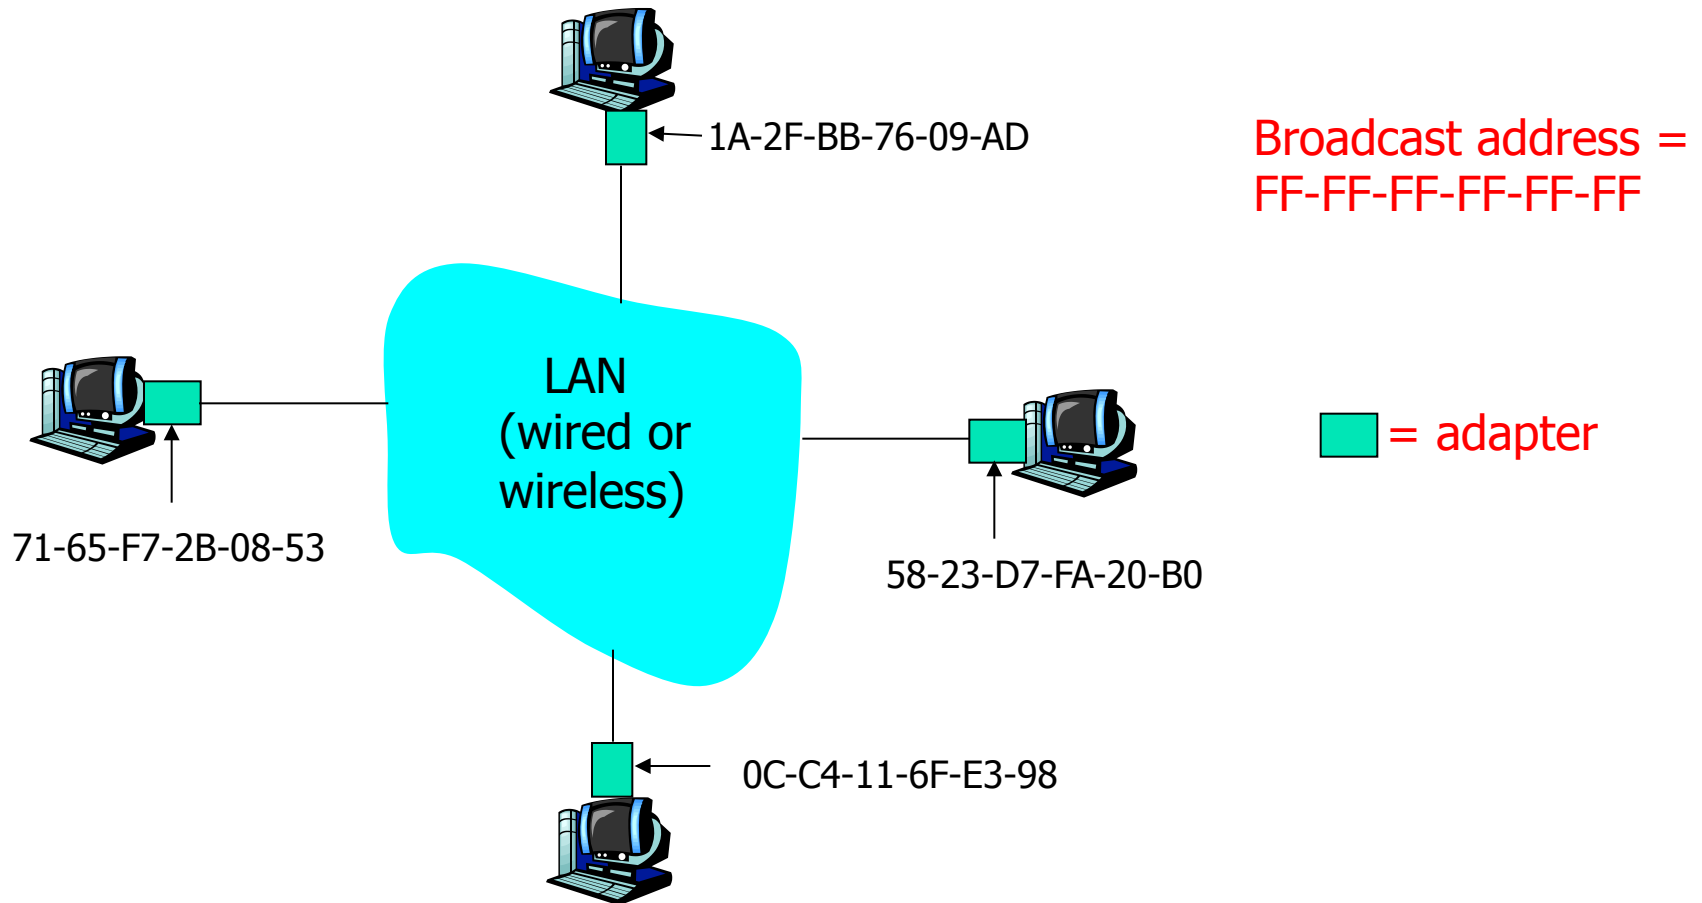 1A-2F-BB-76-09-AD
Broadcast address =
FF-FF-FF-FF-FF-FF
LAN
(wired or
wireless)
= adapter
71-65-F7-2B-08-53
58-23-D7-FA-20-B0
0C-C4-11-6F-E3-98